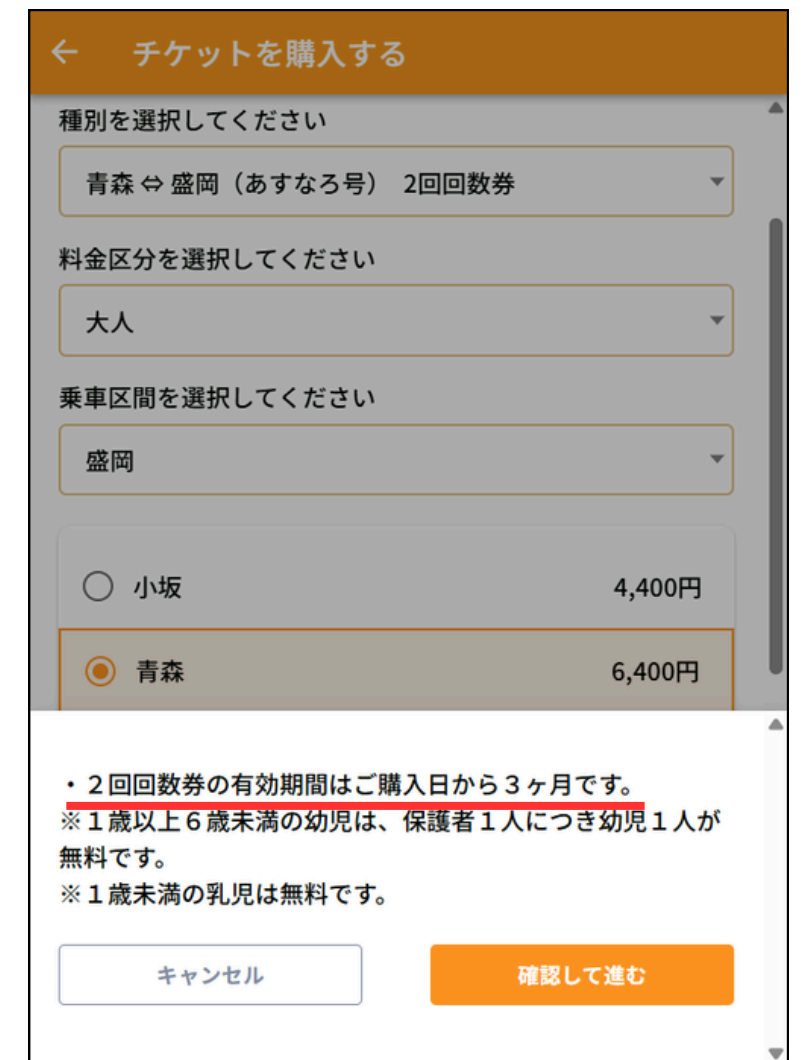 ← チケットを購入する
種別を選択してください
青森 ⇔ 盛岡（あすなろ号） 2回回数券
料金区分を選択してください
大人
乗車区間を選択してください
盛岡
小坂 4,400円
青森 6,400円
・２回回数券の有効期間はご購入日から３ヶ月です。
※１歳以上６歳未満の幼児は、保護者１人につき幼児１人が
無料です。
※１歳未満の乳児は無料です。
キャンセル 確認して進む